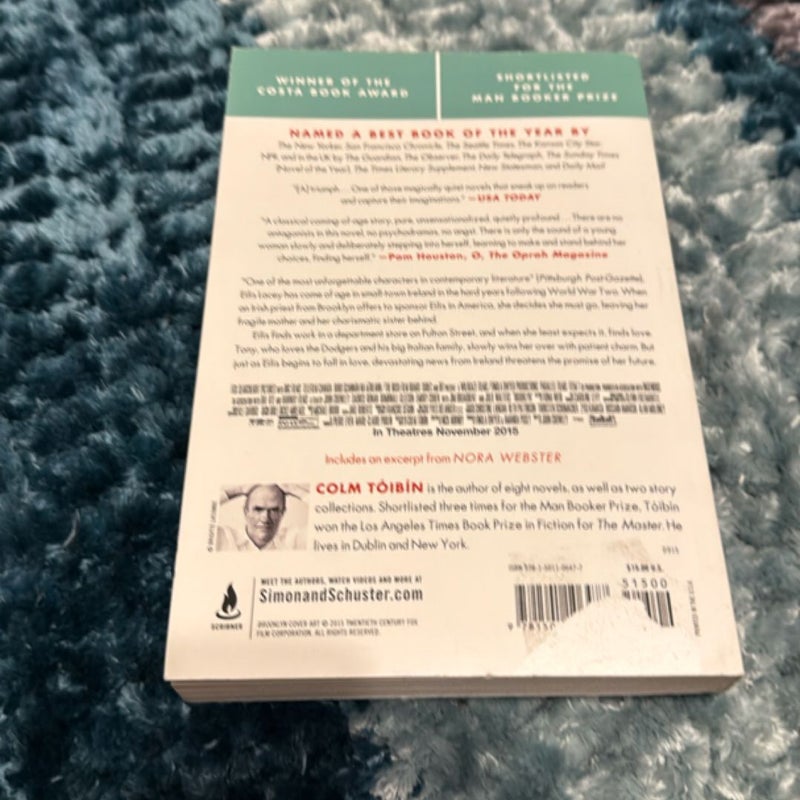 WINNER OF THE
COSTA BOOK AWARD
SHORTLISTED
FOR THE
MAN BOOKER PRIZE
NAMED A BEST BOOK OF THE YEAR BY
The New Yorker, San Francisco Chronicle, The Seattle Times, The Kansas City Star,
NPR, and in the UK by The Guardian, The Observer, The Daily Telegraph, The Sunday Times
(Novel of the Year), The Times Literary Supplement, New Statesman, and Daily Mail
"[A] triumph . . . One of those magically quiet novels that sneak up on readers
and capture their imaginations." —USA TODAY
"A classical coming-of-age story, pure, unsensationalized, quietly profound . . . There are no
antagonists in this novel, no psychodramas, no angst. There is only the sound of a young
woman slowly and deliberately stepping into herself, learning to make and stand behind her
choices, finding herself." —Pam Houston, O, The Oprah Magazine
"One of the most unforgettable characters in contemporary literature" (Pittsburgh Post-Gazette),
Eilis Lacey has come of age in small-town Ireland in the hard years following World War Two. When
an Irish priest from Brooklyn offers to sponsor Eilis in America, she decides she must go, leaving her
fragile mother and her charismatic sister behind.
Eilis finds work in a department store on Fulton Street, and when she least expects it, finds love.
Tony, who loves the Dodgers and his big Italian family, slowly wins her over with patient charm. But
just as Eilis begins to fall in love, devastating news from Ireland threatens the promise of her future.
In Theatres November 2015
Includes an excerpt from NORA WEBSTER
COLM TÓIBÍN is the author of eight novels, as well as two story
collections. Shortlisted three times for the Man Booker Prize, Tóibín
won the Los Angeles Times Book Prize in Fiction for The Master. He
lives in Dublin and New York.
0915
SCRIBNER
MEET THE AUTHORS, WATCH VIDEOS AND MORE AT
SimonandSchuster.com
BROOKLYN COVER ART © 2015 TWENTIETH CENTURY FOX
FILM CORPORATION. ALL RIGHTS RESERVED.
ISBN 978-1-5011-0647-7
$15.00 U.S.
51500
9 78150
PRINTED IN THE U.S.A.